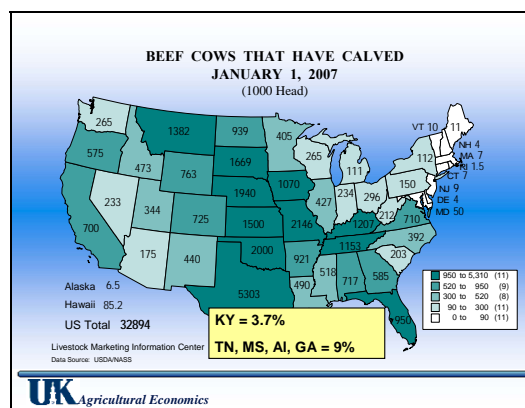 BEEF COWS THAT HAVE CALVED
JANUARY 1, 2007
(1000 Head)
265
1382
939
405
VT 10
11
NH 4
MA 7
RI 1.5
CT 7
575
473
1669
265
111
112
763
NJ 9
DE 4
MD 50
233
344
1940
1070
427
234
296
150
212
710
700
725
1500
2146
1207
392
175
440
2000
921
1153
203
518
717
585
490
5303
950
Alaska 6.5
Hawaii 85.2
US Total 32894
950 to 5,310 (11)
520 to 950 (9)
300 to 520 (8)
90 to 300 (11)
0 to 90 (11)
KY = 3.7%
TN, MS, Al, GA = 9%
Livestock Marketing Information Center
Data Source: USDA/NASS
UK Agricultural Economics